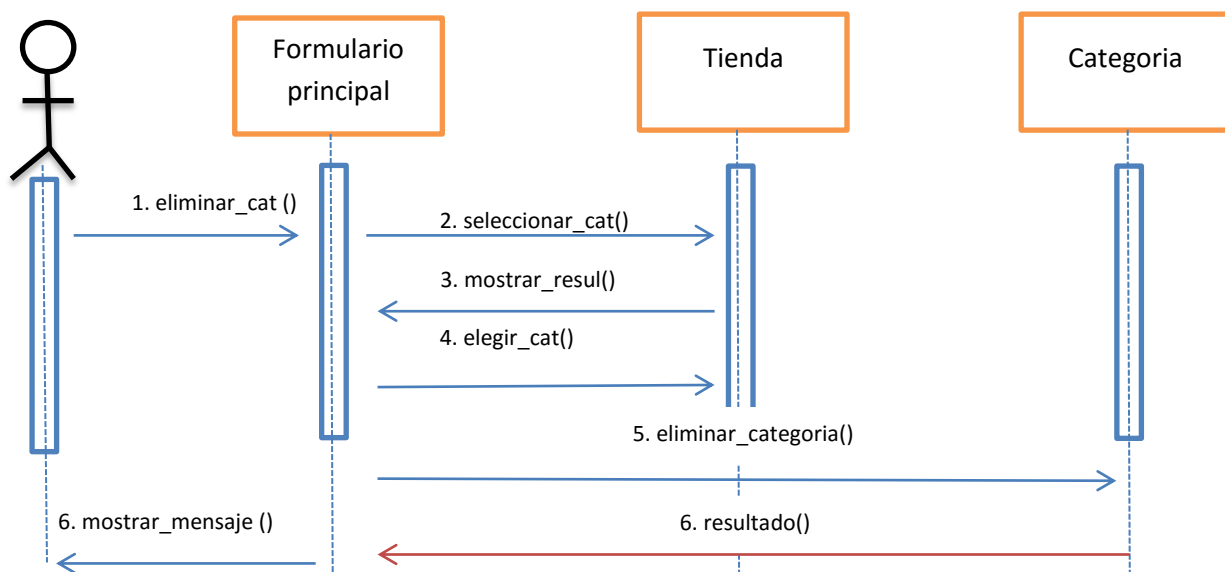 Formulario
principal
Tienda
Categoria
1. eliminar_cat ()
2. seleccionar_cat()
3. mostrar_resul()
4. elegir_cat()
5. eliminar_categoria()
6. mostrar_mensaje ()
6. resultado()